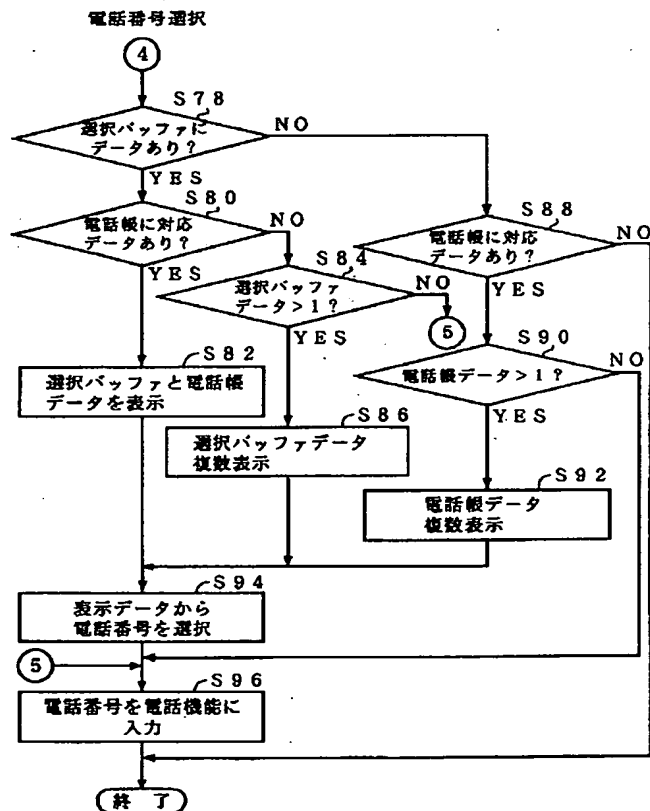 電話番号選択
4
S78
選択バッファに
データあり?
NO
YES
S80
電話帳に対応
データあり?
NO
YES
S88
電話帳に対応
データあり?
NO
YES
S84
選択バッファ
データ>1?
NO
YES
5
S90
電話帳データ>1?
NO
YES
S82
選択バッファと電話帳
データを表示
S86
選択バッファデータ
複数表示
S92
電話帳データ
複数表示
S94
表示データから
電話番号を選択
5
S96
電話番号を電話機能に
入力
終了